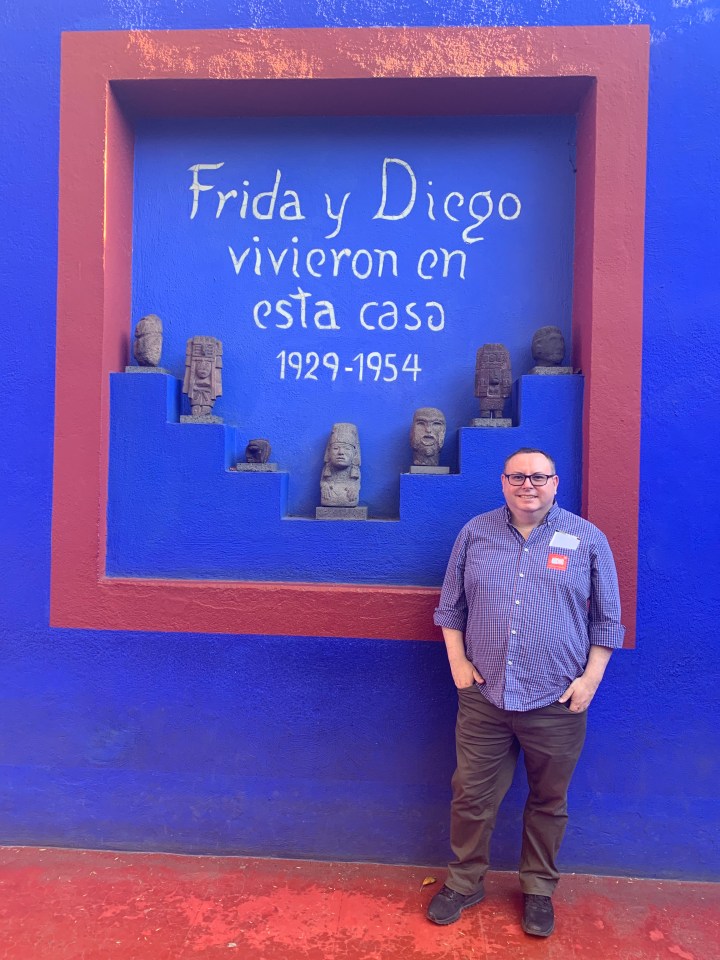 Frida y Diego
vivieron en
esta casa
1929-1954